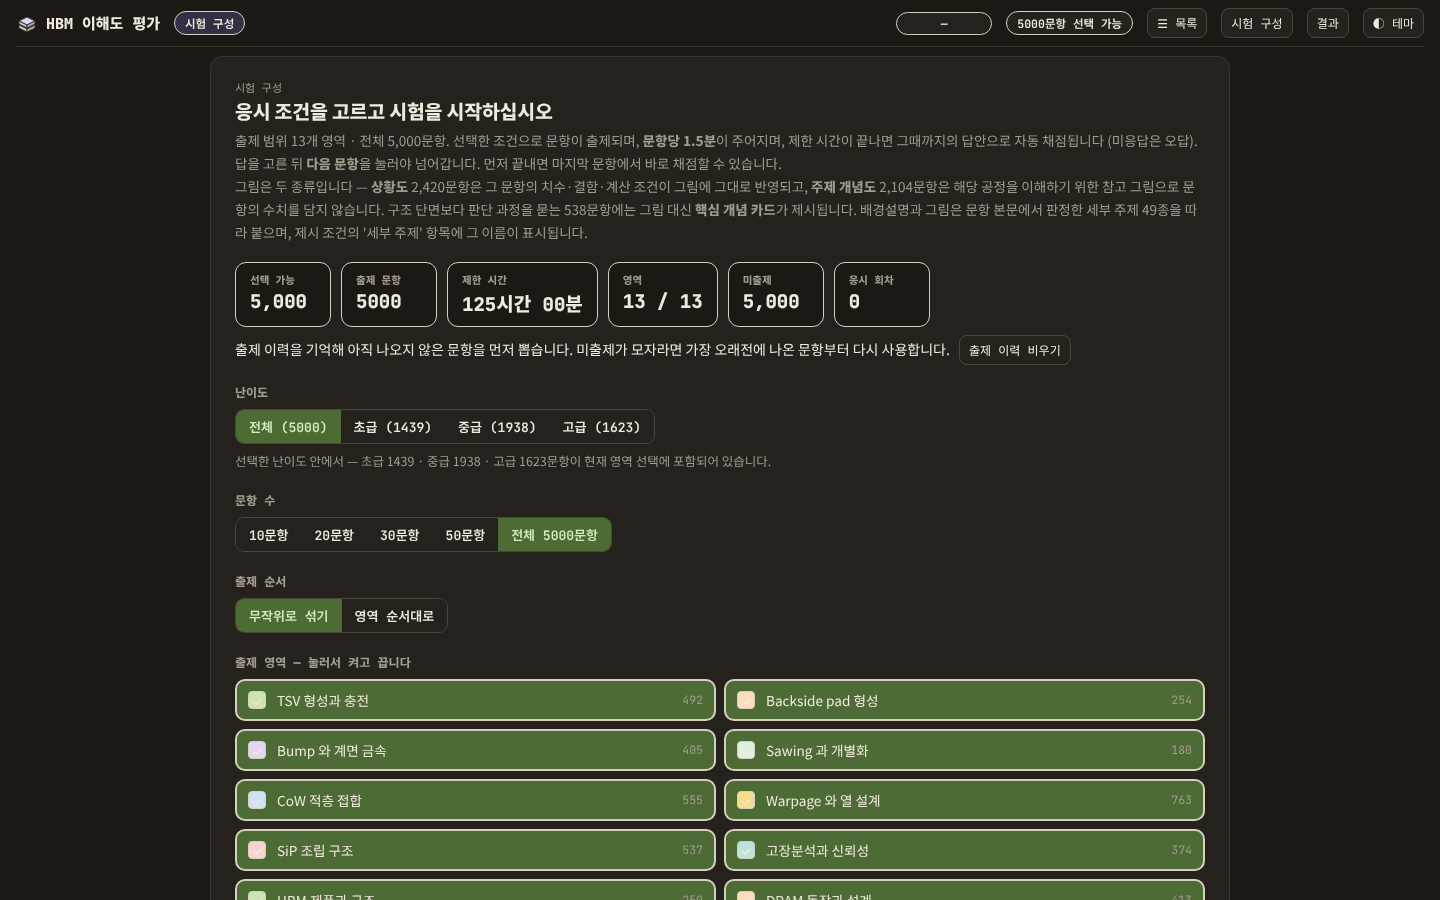 HBM 이해도 평가
시험 구성
—
5000문항 선택 가능
☰ 목록
시험 구성
결과
◐ 테마
시험 구성
응시 조건을 고르고 시험을 시작하십시오
출제 범위 13개 영역 · 전체 5,000문항. 선택한 조건으로 문항이 출제되며, 문항당 1.5분이 주어지며, 제한 시간이 끝나면 그때까지의 답안으로 자동 채점됩니다 (미응답은 오답).
답을 고른 뒤 다음 문항을 눌러야 넘어갑니다. 먼저 끝내면 마지막 문항에서 바로 채점할 수 있습니다.
그림은 두 종류입니다 — 상황도 2,420문항은 그 문항의 치수·결함·계산 조건이 그림에 그대로 반영되고, 주제 개념도 2,104문항은 해당 공정을 이해하기 위한 참고 그림으로 문
항의 수치를 담지 않습니다. 구조 단면보다 판단 과정을 묻는 538문항에는 그림 대신 핵심 개념 카드가 제시됩니다. 배경설명과 그림은 문항 본문에서 판정한 세부 주제 49종을 따
라 붙으며, 제시 조건의 '세부 주제' 항목에 그 이름이 표시됩니다.
선택 가능
5,000
출제 문항
5000
제한 시간
125시간 00분
영역
13 / 13
미출제
5,000
응시 회차
0
출제 이력을 기억해 아직 나오지 않은 문항을 먼저 뽑습니다. 미출제가 모자라면 가장 오래전에 나온 문항부터 다시 사용합니다.
출제 이력 비우기
난이도
전체 (5000)
초급 (1439)
중급 (1938)
고급 (1623)
선택한 난이도 안에서 — 초급 1439 · 중급 1938 · 고급 1623문항이 현재 영역 선택에 포함되어 있습니다.
문항 수
10문항
20문항
30문항
50문항
전체 5000문항
출제 순서
무작위로 섞기
영역 순서대로
출제 영역 — 눌러서 켜고 끕니다
TSV 형성과 충전
492
Backside pad 형성
254
Bump 와 계면 금속
405
Sawing 과 개별화
180
CoW 적층 접합
555
Warpage 와 열 설계
763
SiP 조립 구조
537
고장분석과 신뢰성
374